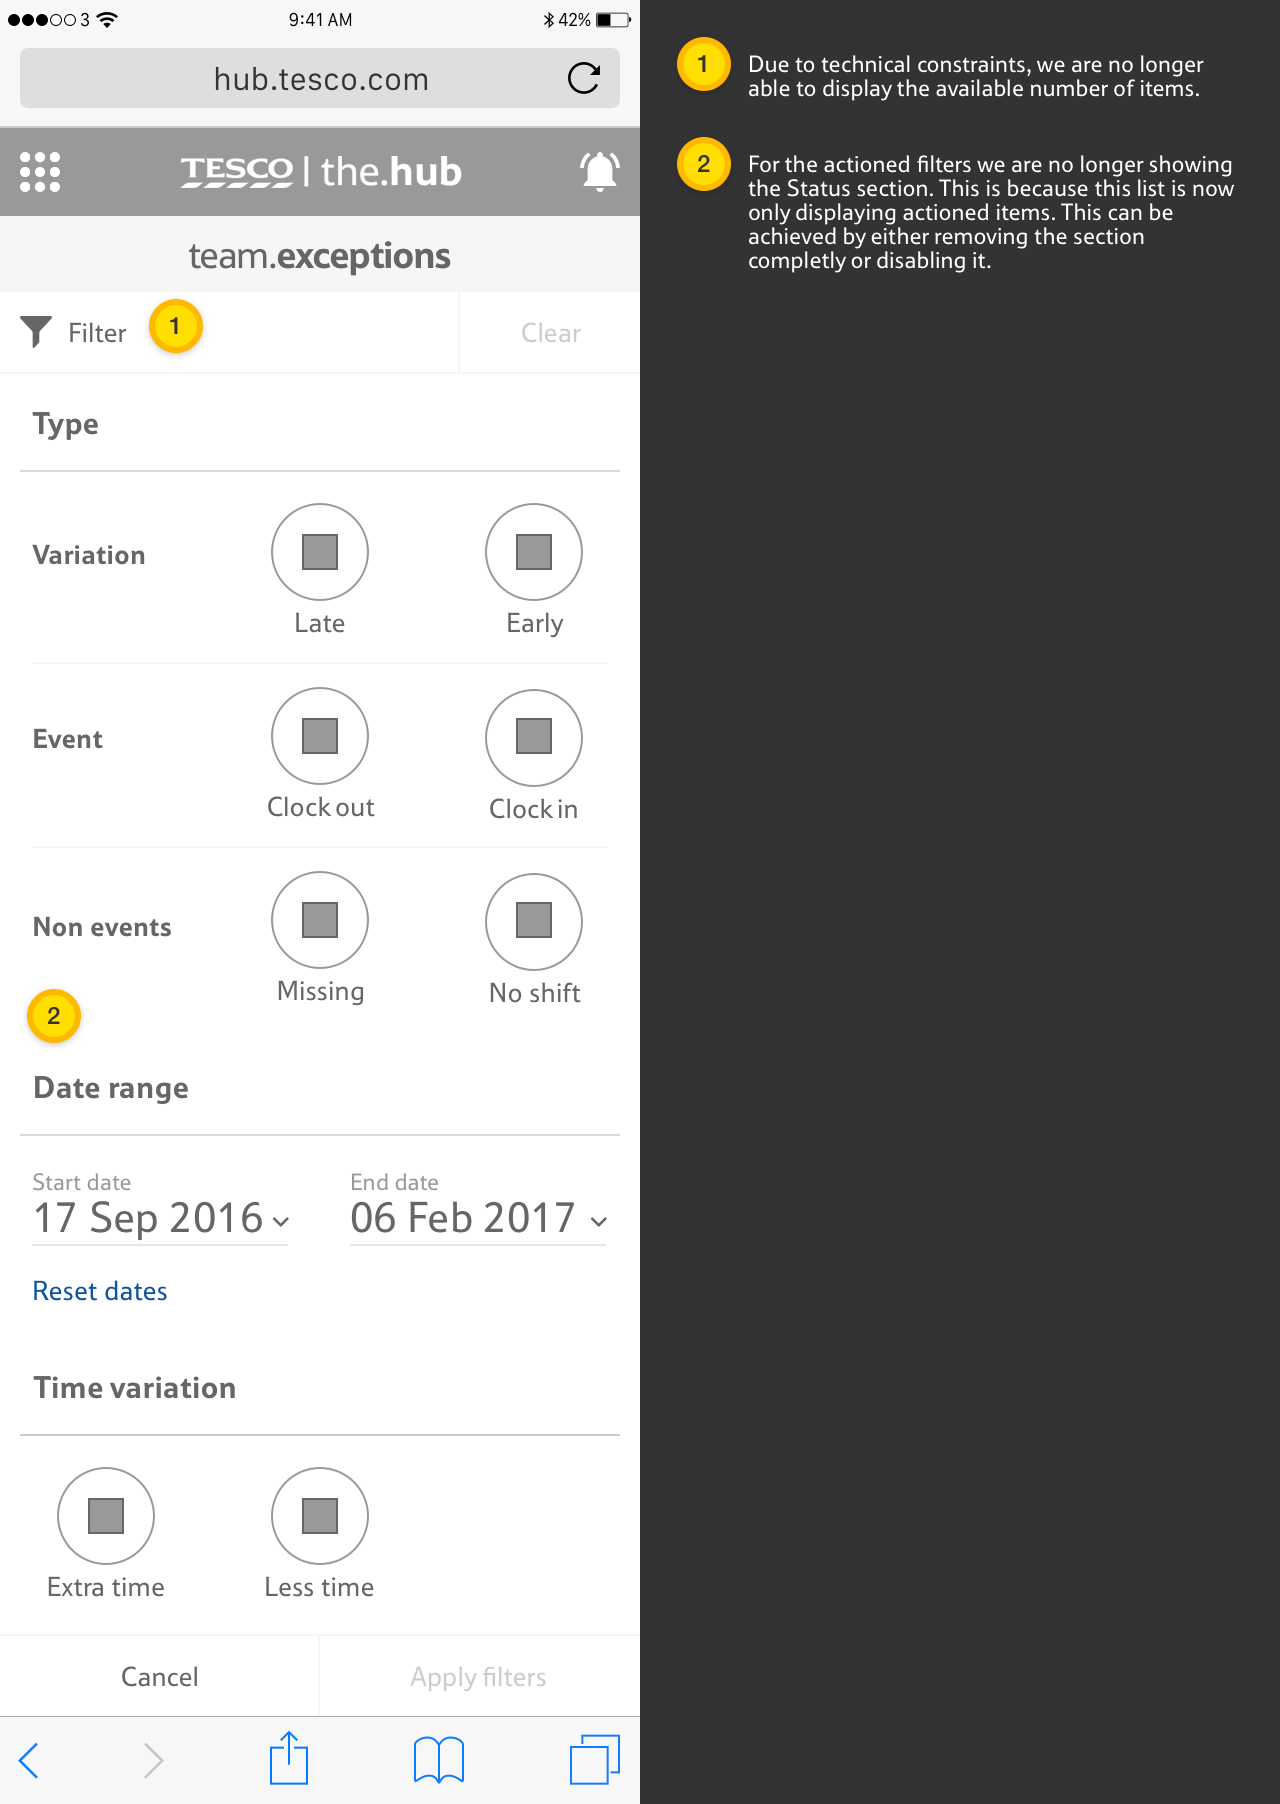 3 9:41 AM 42%
hub.tesco.com
TESCO | the.hub
team.exceptions
Filter 1 Clear
Type
Variation
Late Early
Event
Clock out Clock in
Non events
Missing No shift
2
Date range
Start date End date
17 Sep 2016 06 Feb 2017
Reset dates
Time variation
Extra time Less time
Cancel Apply filters
1 Due to technical constraints, we are no longer
able to display the available number of items.
2 For the actioned filters we are no longer showing
the Status section. This is because this list is now
only displaying actioned items. This can be
achieved by either removing the section
completly or disabling it.